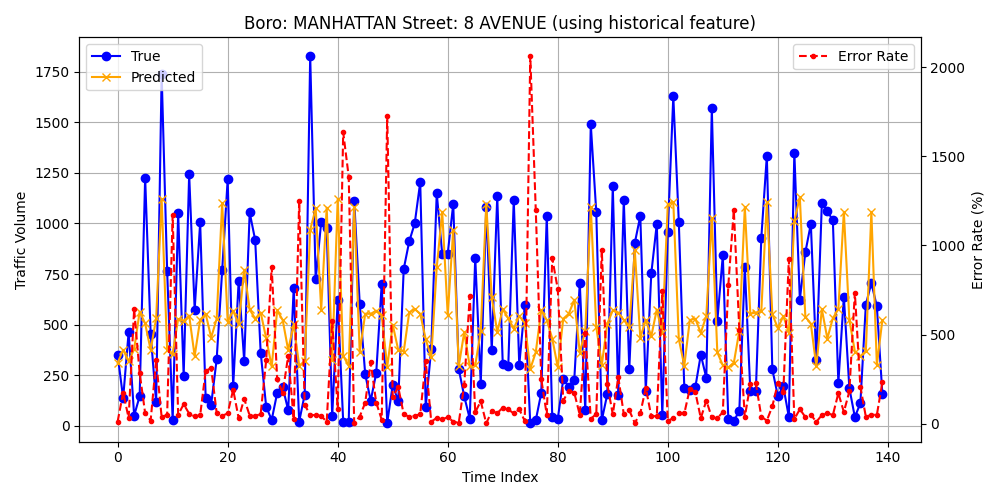 Boro: MANHATTAN Street: 8 AVENUE (using historical feature)
True
Predicted
Error Rate
Traffic Volume
1750
1500
1250
1000
750
500
250
0
2000
1500
1000
500
0
Error Rate (%)
0 20 40 60 80 100 120 140
Time Index